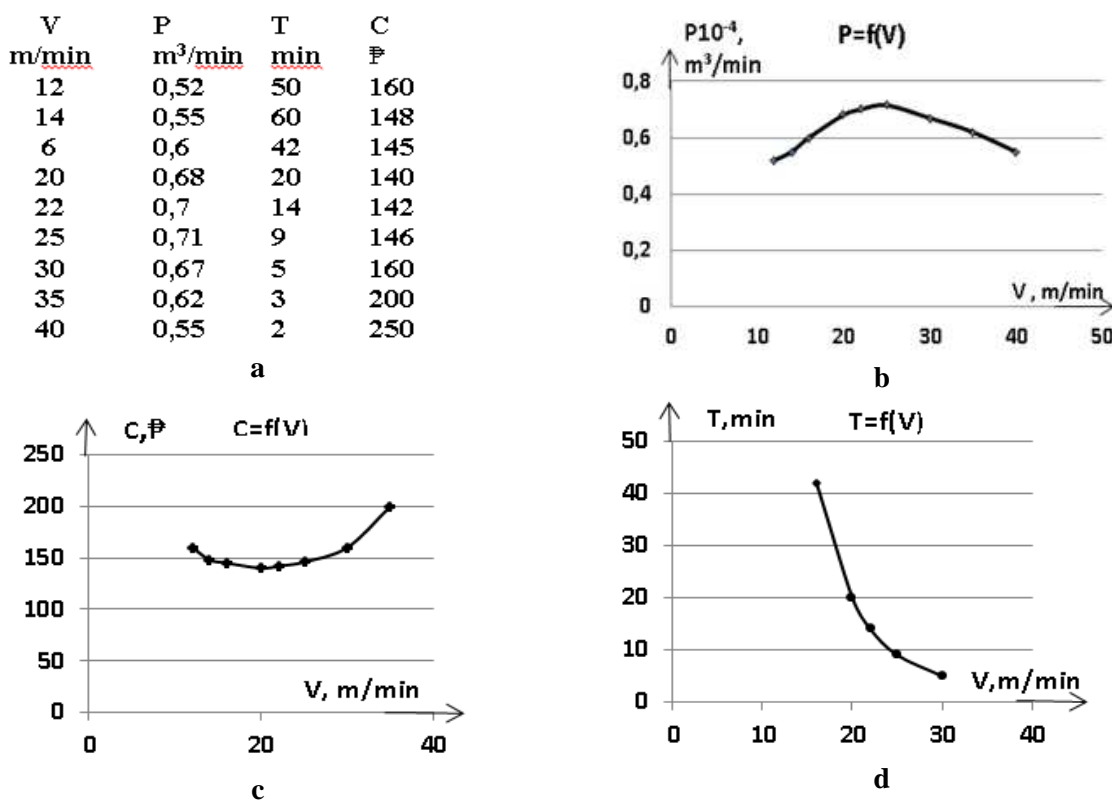 V P T C
m/min m³/min min ₱
12 0,52 50 160
14 0,55 60 148
6 0,6 42 145
20 0,68 20 140
22 0,7 14 142
25 0,71 9 146
30 0,67 5 160
35 0,62 3 200
40 0,55 2 250
a
P10⁻⁴, P=f(V)
m³/min
0,8
0,6
0,4
0,2
0
V , m/min
0 10 20 30 40 50
b
C,₱ C=f(V)
250
200
150
100
50
0
V, m/min
0 20 40
c
T,min T=f(V)
50
40
30
20
10
0
V,m/min
0 10 20 30 40
d